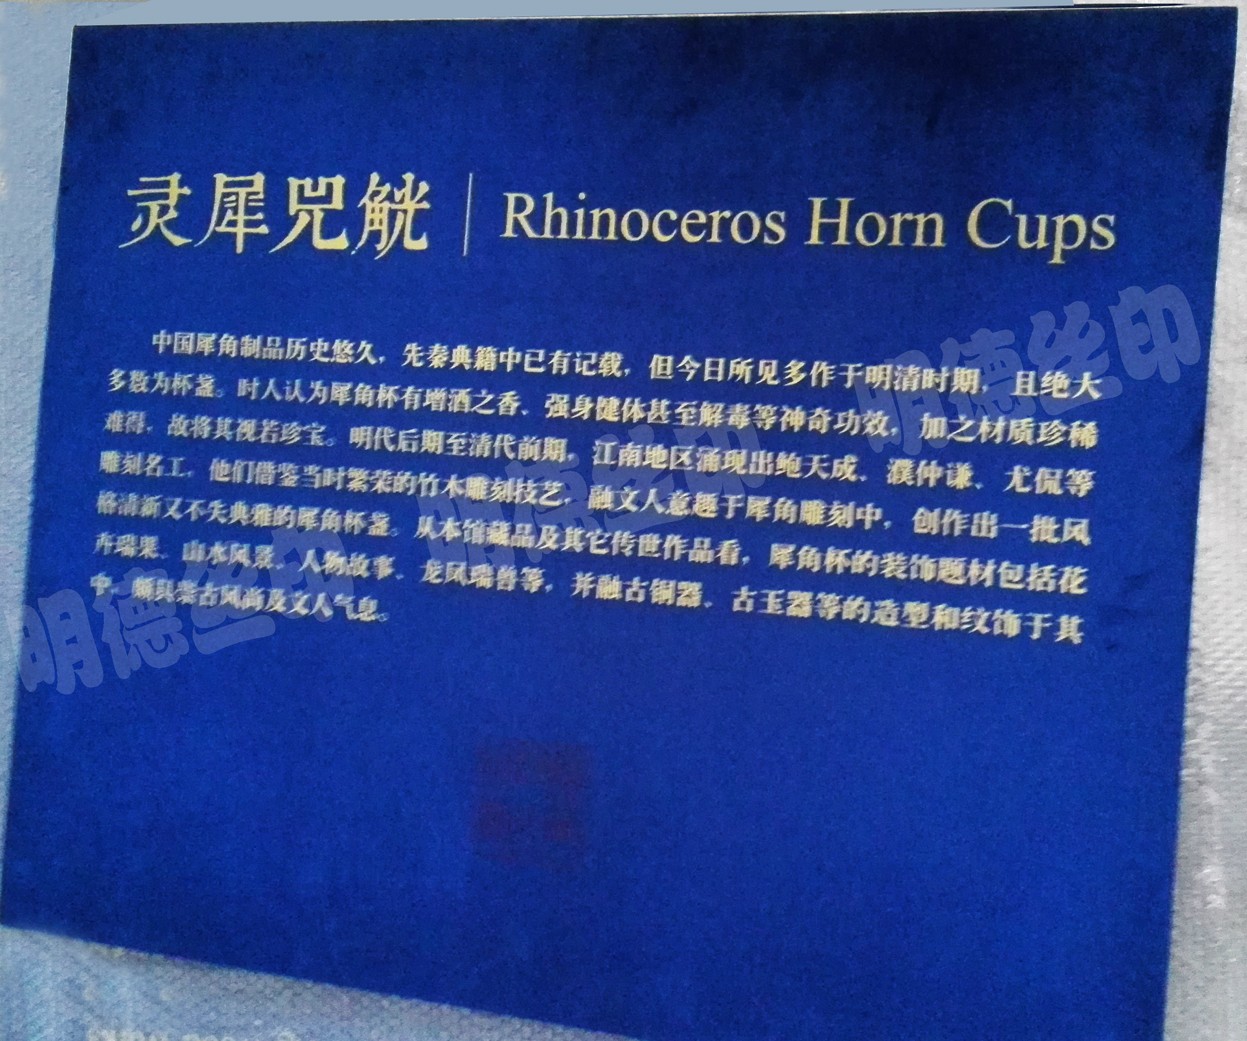 灵犀兕觥 | Rhinoceros Horn Cups
中国犀角制品历史悠久，先秦典籍中已有记载，但今日所见多作于明清时期，且绝大
多数为杯盏。时人认为犀角杯有增酒之香、强身健体甚至解毒等神奇功效，加之材质珍稀
难得，故将其视若珍宝。明代后期至清代前期，江南地区涌现出鲍天成、濮仲谦、尤侃等
雕刻名工，他们借鉴当时繁荣的竹木雕刻技艺，融文人意趣于犀角雕刻中，创作出一批风
格清新又不失典雅的犀角杯盏。从本馆藏品及其它传世作品看，犀角杯的装饰题材包括花
卉瑞果、山水风景、人物故事、龙凤瑞兽等，并融古铜器、古玉器等的造型和纹饰于其
中，颇具崇古风尚及文人气息。
明德丝印
明德丝印
明德丝印